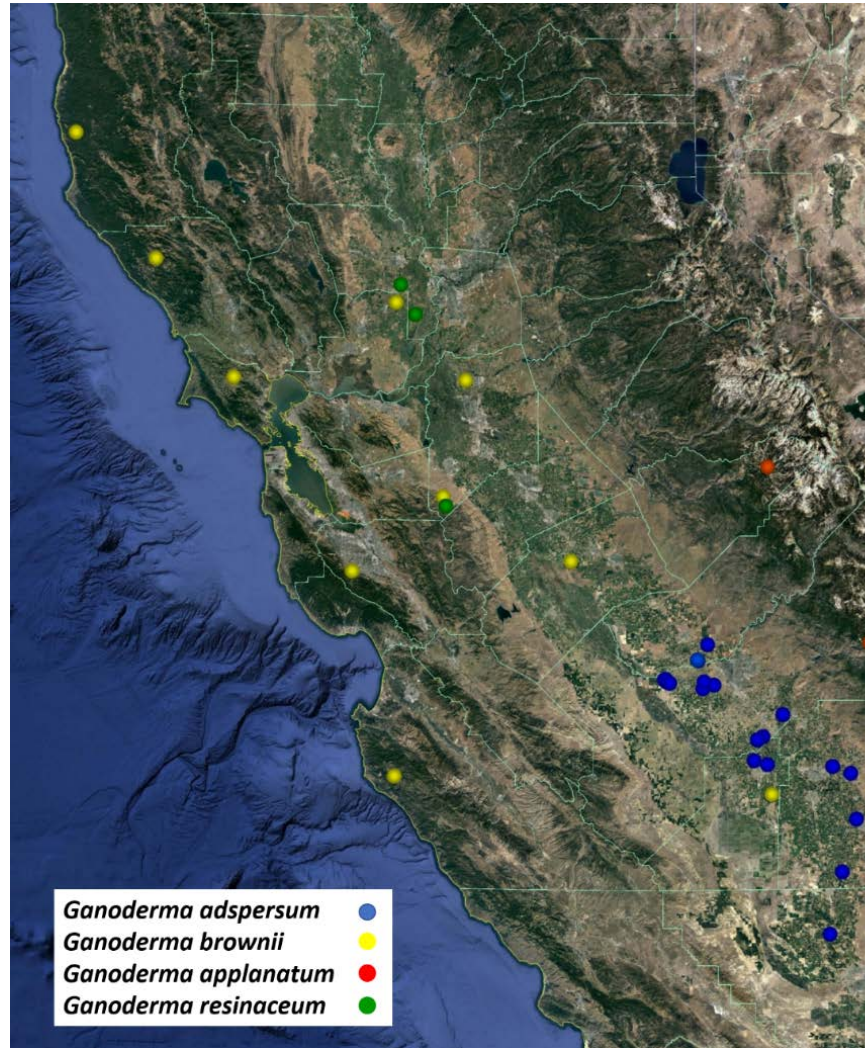 Ganoderma adspersum
Ganoderma brownii
Ganoderma applanatum
Ganoderma resinaceum